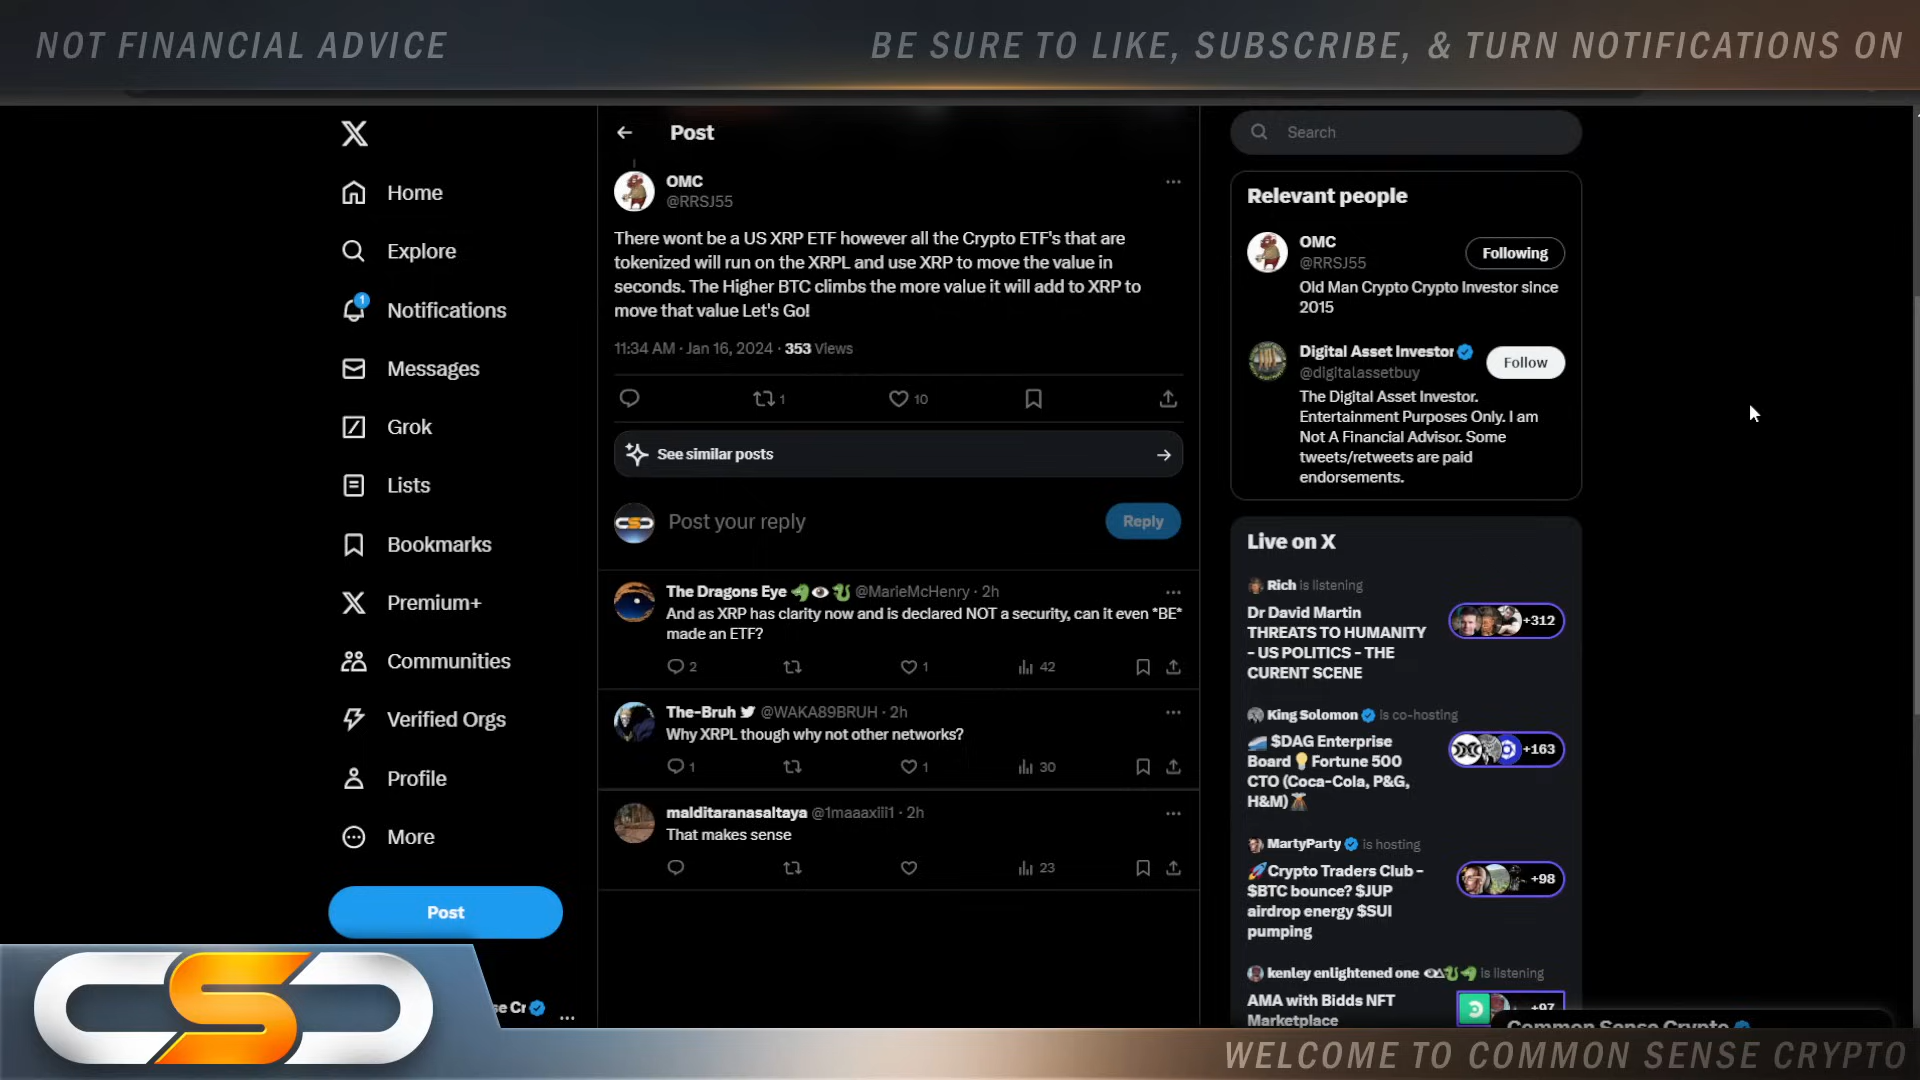 NOT FINANCIAL ADVICE
BE SURE TO LIKE, SUBSCRIBE, & TURN NOTIFICATIONS ON
Home
Explore
1
Notifications
Messages
Grok
Lists
Bookmarks
Premium+
Communities
Verified Orgs
Profile
More
Post
se Cr
Post
OMC
@RRSJ55
There wont be a US XRP ETF however all the Crypto ETF's that are
tokenized will run on the XRPL and use XRP to move the value in
seconds. The Higher BTC climbs the more value it will add to XRP to
move that value Let's Go!
11:34 AM · Jan 16, 2024 · 353 Views
1
10
See similar posts
Post your reply
Reply
The Dragons Eye @MarieMcHenry · 2h
And as XRP has clarity now and is declared NOT a security, can it even *BE*
made an ETF?
2 1 42
The-Bruh @WAKA89BRUH · 2h
Why XRPL though why not other networks?
1 1 30
malditaranasaltaya @1maaaxiii1 · 2h
That makes sense
23
Search
Relevant people
OMC
@RRSJ55
Following
Old Man Crypto Crypto Investor since
2015
Digital Asset Investor
@digitalassetbuy
Follow
The Digital Asset Investor.
Entertainment Purposes Only. I am
Not A Financial Advisor. Some
tweets/retweets are paid
endorsements.
Live on X
Rich is listening
Dr David Martin
THREATS TO HUMANITY
- US POLITICS - THE
CURENT SCENE
+312
King Solomon is co-hosting
$DAG Enterprise
Board Fortune 500
CTO (Coca-Cola, P&G,
H&M)
+163
MartyParty is hosting
Crypto Traders Club -
$BTC bounce? $JUP
airdrop energy $SUI
pumping
+98
kenley enlightened one is listening
AMA with Bidds NFT
Marketplace
+97
Common Sense Crypto
CSC
WELCOME TO COMMON SENSE CRYPTO